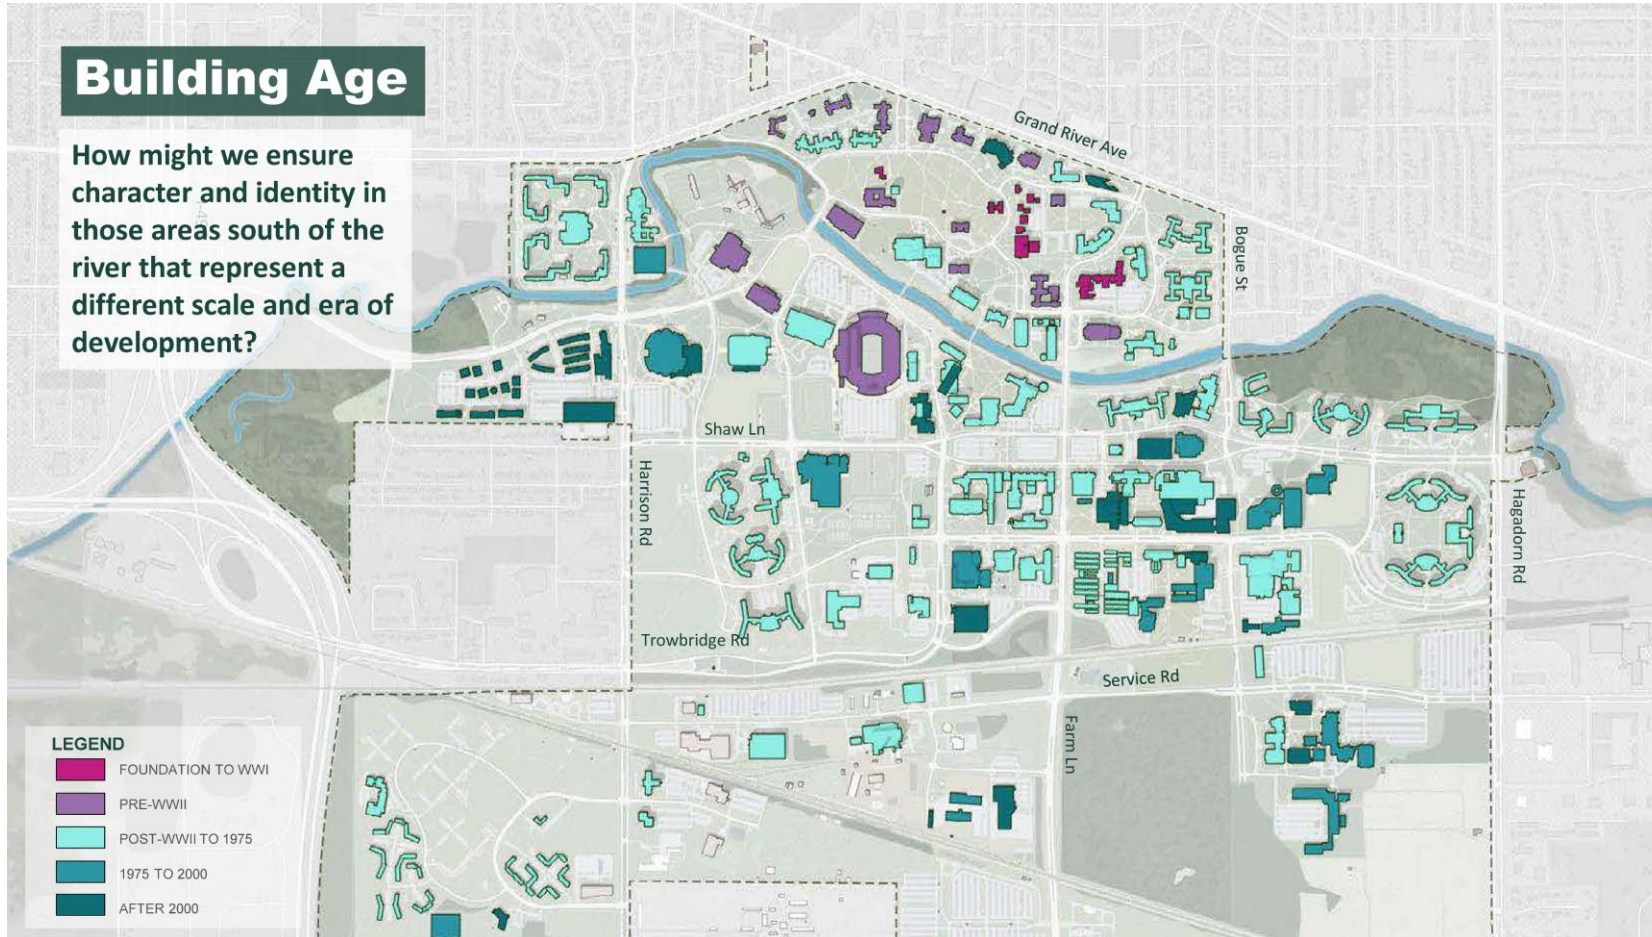 Building Age
How might we ensure
character and identity in
those areas south of the
river that represent a
different scale and era of
development?
Grand River Ave
Bogue St
Shaw Ln
Harrison Rd
Hagadorn Rd
Trowbridge Rd
Service Rd
Farm Ln
LEGEND
FOUNDATION TO WWI
PRE-WWII
POST-WWII TO 1975
1975 TO 2000
AFTER 2000